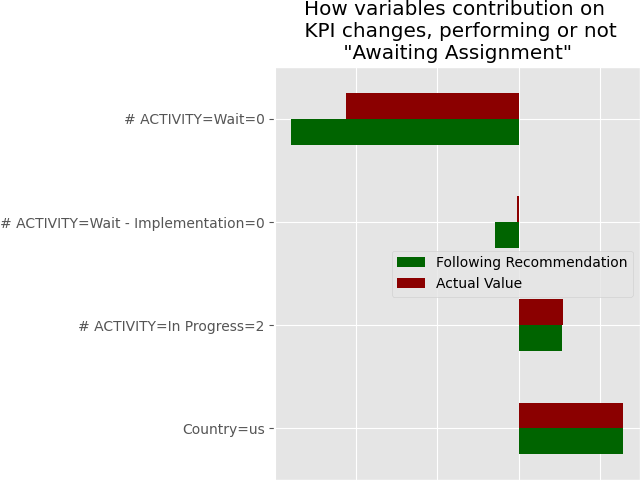 How variables contribution on
KPI changes, performing or not
"Awaiting Assignment"
# ACTIVITY=Wait=0
# ACTIVITY=Wait - Implementation=0
Following Recommendation
Actual Value
# ACTIVITY=In Progress=2
Country=us